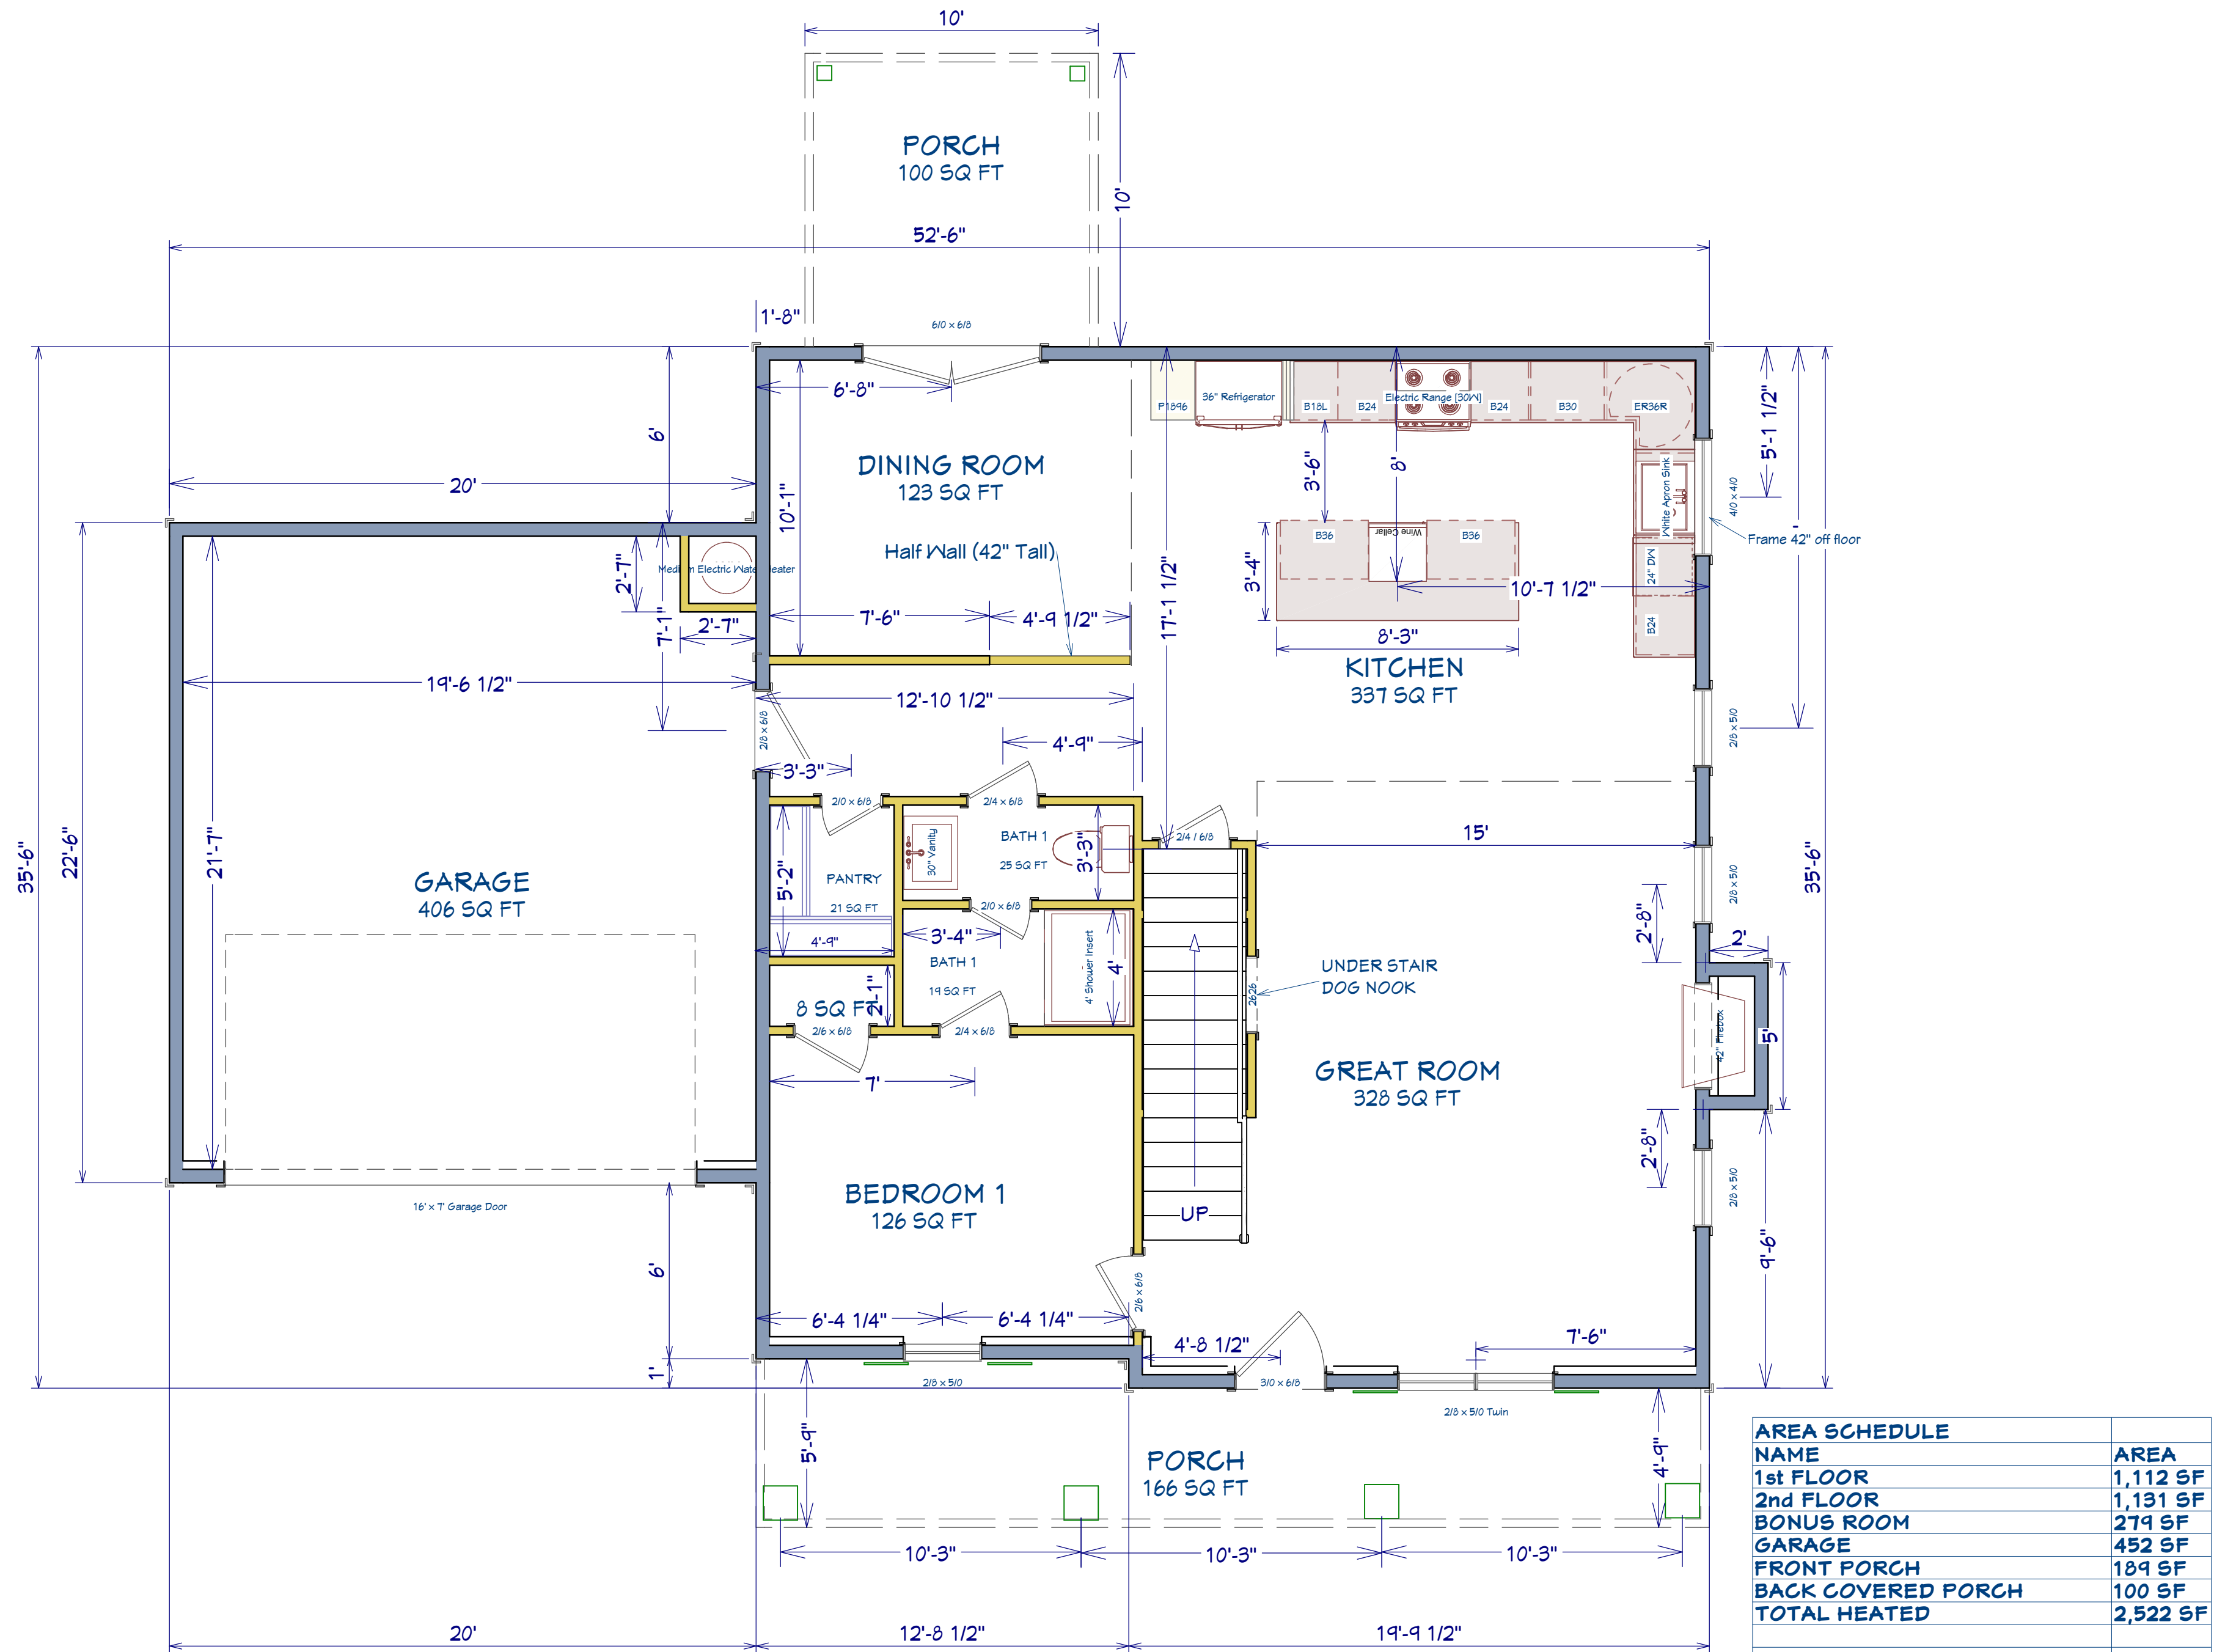 10'
PORCH
100 SQ FT
10'
52'-6"
1'-8"
6/0 x 6/8
6'-8"
6'
20'
10'-1"
DINING ROOM
123 SQ FT
Half Wall (42" Tall)
7'-6"
4'-9 1/2"
17'-1 1/2"
P1896
36" Refrigerator
B18L
B24
Electric Range [30W]
B24
B30
ER36R
3'-6"
8'
White Apron Sink
4/0 x 4/0
5'-1 1/2"
Frame 42" off floor
B36
Wine Cellar
B36
24" DW
B24
3'-4"
10'-7 1/2"
8'-3"
KITCHEN
337 SQ FT
2'-7"
2'-7"
7'-1"
19'-6 1/2"
12'-10 1/2"
2/8 x 6/8
4'-9"
3'-3"
2/8 x 5/0
35'-6"
22'-6"
21'-7"
GARAGE
406 SQ FT
16' x 7' Garage Door
2/0 x 6/8
2/4 x 6/8
2/4 / 6/8
5'-2"
PANTRY
21 SQ FT
4'-9"
30" Vanity
BATH 1
25 SQ FT
3'-3"
2/0 x 6/8
3'-4"
BATH 1
19 SQ FT
4' Shower Insert
4'
8 SQ FT
2'-1"
2/6 x 6/8
2/4 x 6/8
7'
15'
2/8 x 5/0
2'-8"
2'
35'-6"
UNDER STAIR
DOG NOOK
2626
42" Firebox
5'
GREAT ROOM
328 SQ FT
2'-8"
2/8 x 5/0
9'-6"
BEDROOM 1
126 SQ FT
UP
6'
2/6 x 6/8
6'-4 1/4"
6'-4 1/4"
4'-8 1/2"
7'-6"
1'
2/8 x 5/0
3/0 x 6/8
2/8 x 5/0 Twin
5'-9"
PORCH
166 SQ FT
4'-9"
10'-3"
10'-3"
10'-3"
20'
12'-8 1/2"
19'-9 1/2"
AREA SCHEDULE
NAME AREA
1st FLOOR 1,112 SF
2nd FLOOR 1,131 SF
BONUS ROOM 279 SF
GARAGE 452 SF
FRONT PORCH 189 SF
BACK COVERED PORCH 100 SF
TOTAL HEATED 2,522 SF